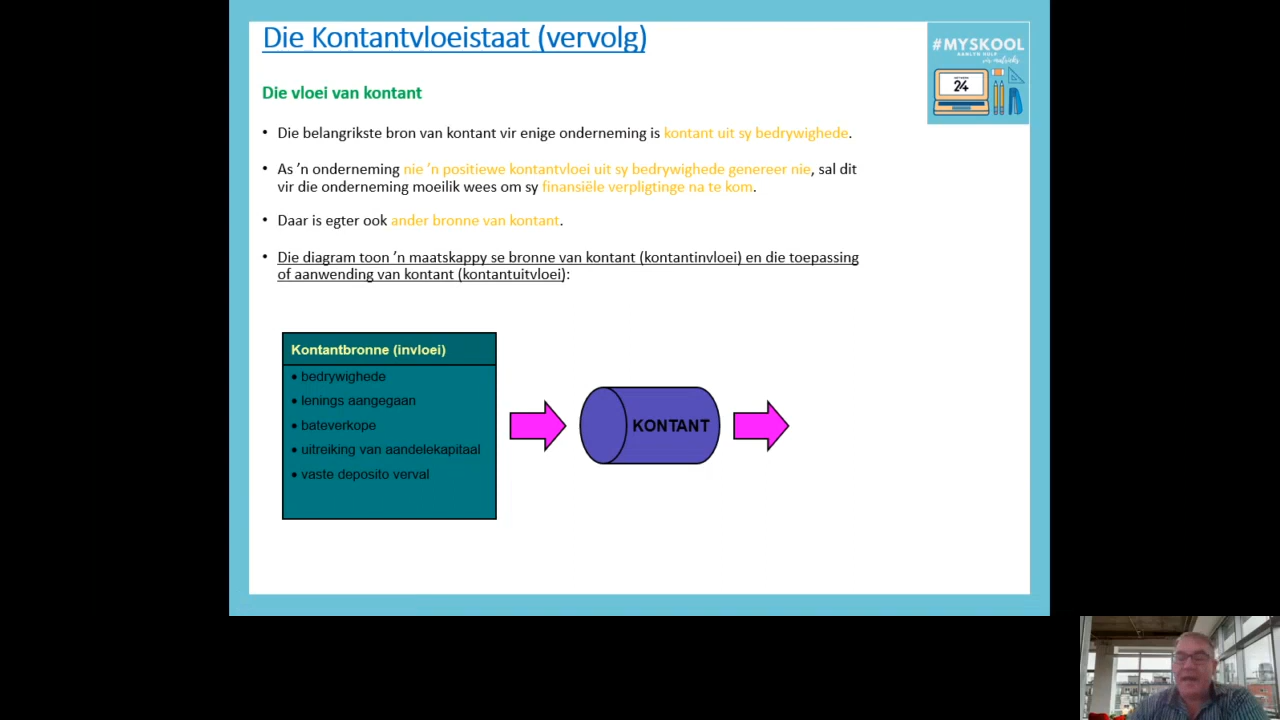 Die Kontantvloeistaat (vervolg)
#MYSKOOL
AANLYN HULP
vir matrieks
24
Die vloei van kontant
• Die belangrikste bron van kontant vir enige onderneming is kontant uit sy bedrywighede.
• As ’n onderneming nie ’n positiewe kontantvloei uit sy bedrywighede genereer nie, sal dit
vir die onderneming moeilik wees om sy finansiële verpligtinge na te kom.
• Daar is egter ook ander bronne van kontant.
• Die diagram toon ’n maatskappy se bronne van kontant (kontantinvloei) en die toepassing
of aanwending van kontant (kontantuitvloei):
Kontantbronne (invloei)
• bedrywighede
• lenings aangegaan
• bateverkope
• uitreiking van aandelekapitaal
• vaste deposito verval
KONTANT